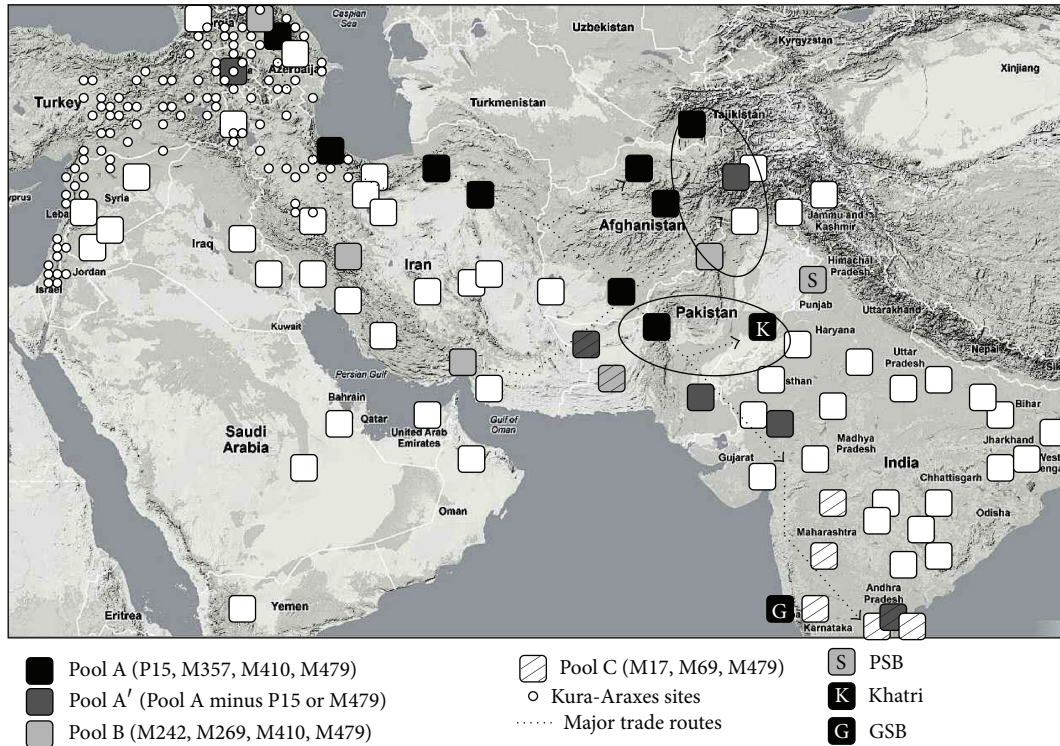 Caspian
Sea
Uzbekistan
Kyrgyzstan
Xinjiang
Azerbaijan
Turkey
Turkmenistan
Tajikistan
Syria
Afghanistan
Jammu and
Kashmir
Iraq
Himachal
Pradesh
Jordan
Israel
Iran
S
Punjab
Uttarakhand
Kuwait
Pakistan
K
Haryana
Nepal
Uttar
Pradesh
Persian Gulf
Bahrain
Qatar
Gulf of
Oman
Bihar
United Arab
Emirates
Saudi
Arabia
Madhya
Pradesh
Jharkhand
Gujarat
India
West
Chhattisgarh
Oman
Odisha
Maharashtra
Andhra
Pradesh
Eritrea
Yemen
G
Karnataka
Pool A (P15, M357, M410, M479)
Pool A′ (Pool A minus P15 or M479)
Pool B (M242, M269, M410, M479)
Pool C (M17, M69, M479)
Kura-Araxes sites
Major trade routes
S PSB
K Khatri
G GSB